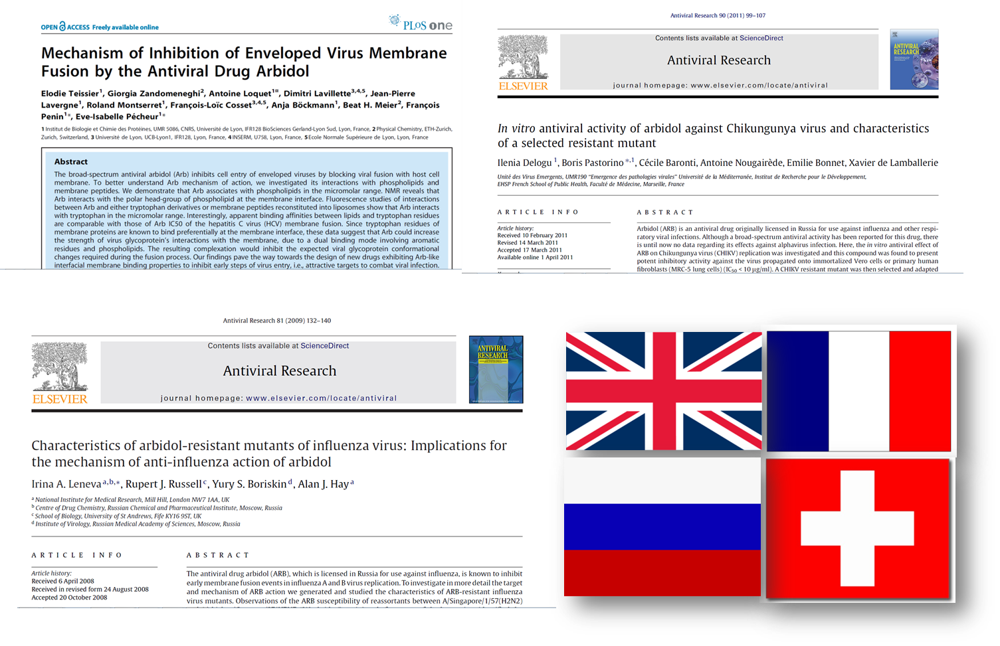 OPEN ACCESS Freely available online
PLoS one
Mechanism of Inhibition of Enveloped Virus Membrane
Fusion by the Antiviral Drug Arbidol
Elodie Teissier1, Giorgia Zandomeneghi2, Antoine Loquet1¤, Dimitri Lavillette3,4,5, Jean-Pierre
Lavergne1, Roland Montserret1, François-Loïc Cosset3,4,5, Anja Böckmann1, Beat H. Meier2, François
Penin1*, Eve-Isabelle Pécheur1*
1 Institut de Biologie et Chimie des Protéines, UMR 5086, CNRS, Université de Lyon, IFR128 BioSciences Gerland-Lyon Sud, Lyon, France, 2 Physical Chemistry, ETH-Zurich,
Zurich, Switzerland, 3 Université de Lyon, UCB-Lyon1, IFR128, Lyon, France, 4 INSERM, U758, Lyon, France, 5 Ecole Normale Supérieure de Lyon, Lyon, France
Abstract
The broad-spectrum antiviral arbidol (Arb) inhibits cell entry of enveloped viruses by blocking viral fusion with host cell
membrane. To better understand Arb mechanism of action, we investigated its interactions with phospholipids and
membrane peptides. We demonstrate that Arb associates with phospholipids in the micromolar range. NMR reveals that
Arb interacts with the polar head-group of phospholipid at the membrane interface. Fluorescence studies of interactions
between Arb and either tryptophan derivatives or membrane peptides reconstituted into liposomes show that Arb interacts
with tryptophan in the micromolar range. Interestingly, apparent binding affinities between lipids and tryptophan residues
are comparable with those of Arb IC50 of the hepatitis C virus (HCV) membrane fusion. Since tryptophan residues of
membrane proteins are known to bind preferentially at the membrane interface, these data suggest that Arb could increase
the strength of virus glycoprotein's interactions with the membrane, due to a dual binding mode involving aromatic
residues and phospholipids. The resulting complexation would inhibit the expected viral glycoprotein conformational
changes required during the fusion process. Our findings pave the way towards the design of new drugs exhibiting Arb-like
interfacial membrane binding properties to inhibit early steps of virus entry, i.e., attractive targets to combat viral infection.
Antiviral Research 90 (2011) 99–107
Contents lists available at ScienceDirect
Antiviral Research
journal homepage: www.elsevier.com/locate/antiviral
ELSEVIER
ANTIVIRAL
RESEARCH
In vitro antiviral activity of arbidol against Chikungunya virus and characteristics
of a selected resistant mutant
Ilenia Delogu 1, Boris Pastorino *,1, Cécile Baronti, Antoine Nougairède, Emilie Bonnet, Xavier de Lamballerie
Unité des Virus Emergents, UMR190 "Emergence des pathologies virales" Université de la Méditerranée, Institut de Recherche pour le Développement,
EHSP French School of Public Health, Faculté de Médecine, Marseille, France
ARTICLE INFO
Article history:
Received 10 February 2011
Revised 14 March 2011
Accepted 17 March 2011
Available online 1 April 2011
ABSTRACT
Arbidol (ARB) is an antiviral drug originally licensed in Russia for use against influenza and other respi-
ratory viral infections. Although a broad-spectrum antiviral activity has been reported for this drug, there
is until now no data regarding its effects against alphavirus infection. Here, the in vitro antiviral effect of
ARB on Chikungunya virus (CHIKV) replication was investigated and this compound was found to present
potent inhibitory activity against the virus propagated onto immortalized Vero cells or primary human
fibroblasts (MRC-5 lung cells) (IC50 < 10 μg/ml). A CHIKV resistant mutant was then selected and adapted
Antiviral Research 81 (2009) 132–140
Contents lists available at ScienceDirect
Antiviral Research
journal homepage: www.elsevier.com/locate/antiviral
ELSEVIER
ANTIVIRAL
RESEARCH
Characteristics of arbidol-resistant mutants of influenza virus: Implications for
the mechanism of anti-influenza action of arbidol
Irina A. Leneva a,b,*, Rupert J. Russell c, Yury S. Boriskin d, Alan J. Hay a
a National Institute for Medical Research, Mill Hill, London NW7 1AA, UK
b Centre of Drug Chemistry, Russian Chemical and Pharmaceutical Institute, Moscow, Russia
c School of Biology, University of St Andrews, Fife KY16 9ST, UK
d Institute of Virology, Russian Medical Academy of Sciences, Moscow, Russia
ARTICLE INFO
Article history:
Received 6 April 2008
Received in revised form 24 August 2008
Accepted 20 October 2008
ABSTRACT
The antiviral drug arbidol (ARB), which is licensed in Russia for use against influenza, is known to inhibit
early membrane fusion events in influenza A and B virus replication. To investigate in more detail the target
and mechanism of ARB action we generated and studied the characteristics of ARB-resistant influenza
virus mutants. Observations of the ARB susceptibility of reassortants between A/Singapore/1/57(H2N2)